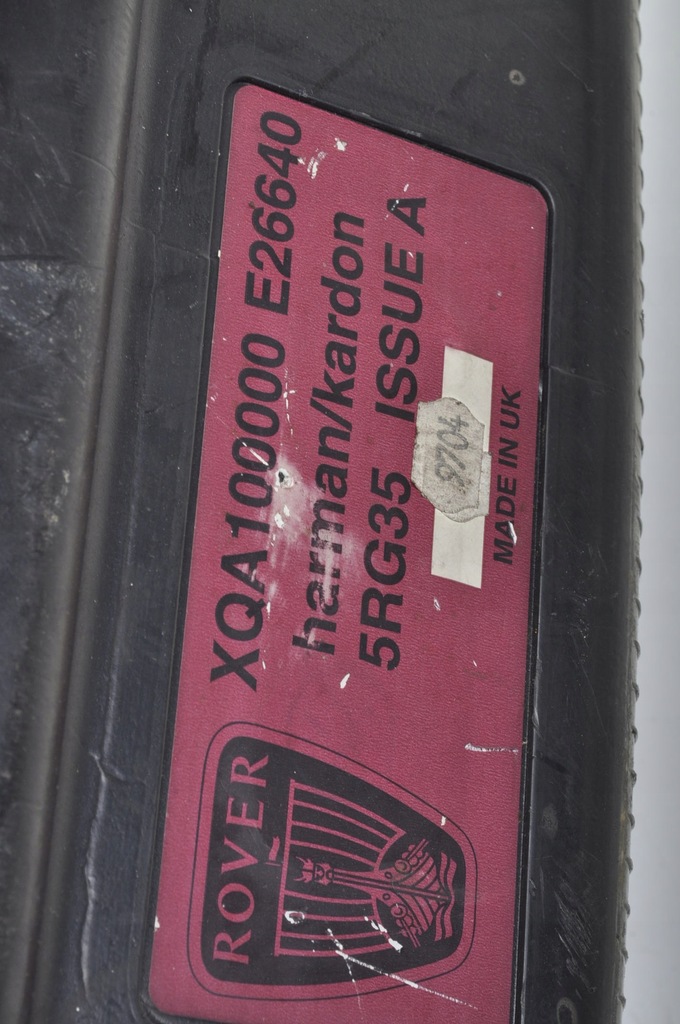 XQA100000 E26640
harman/kardon
5RG35 ISSUE A
9704
MADE IN UK
ROVER